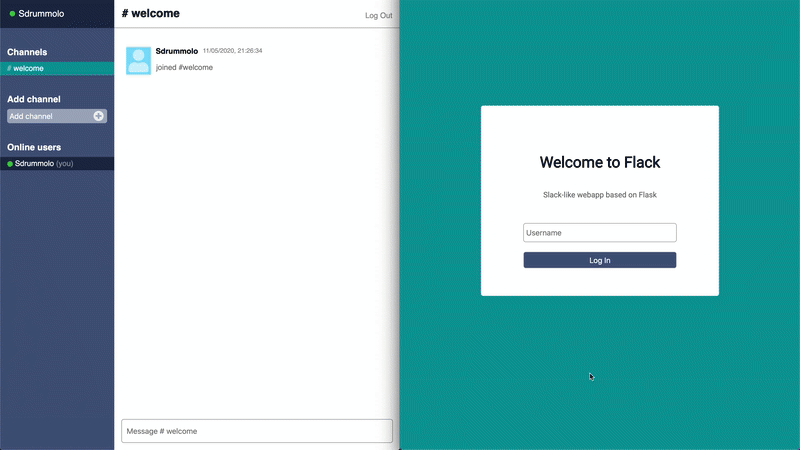 Sdrummolo
Channels
# welcome
Add channel
Add channel
Online users
Sdrummolo (you)
# welcome
Log Out
Sdrummolo 11/05/2020, 21:26:34
joined #welcome
Message # welcome
Welcome to Flack
Slack-like webapp based on Flask
Username
Log In